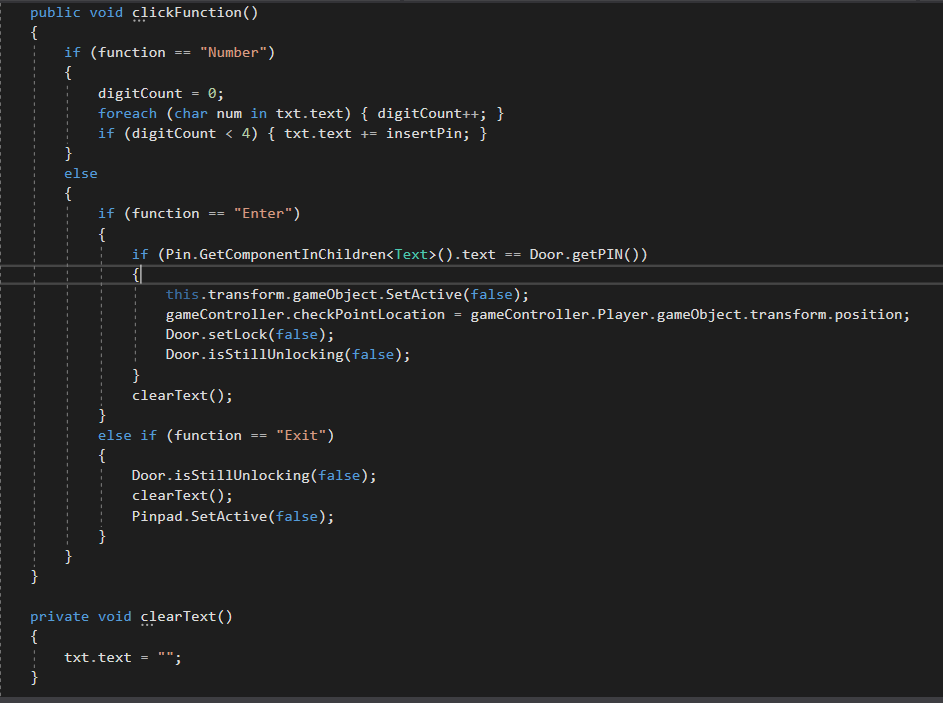 public void clickFunction()
{
if (function == "Number")
{
digitCount = 0;
foreach (char num in txt.text) { digitCount++; }
if (digitCount < 4) { txt.text += insertPin; }
}
else
{
if (function == "Enter")
{
if (Pin.GetComponentInChildren<Text>().text == Door.getPIN())
{
this.transform.gameObject.SetActive(false);
gameController.checkPointLocation = gameController.Player.gameObject.transform.position;
Door.setLock(false);
Door.isStillUnlocking(false);
}
clearText();
}
else if (function == "Exit")
{
Door.isStillUnlocking(false);
clearText();
Pinpad.SetActive(false);
}
}
}
private void clearText()
{
txt.text = "";
}